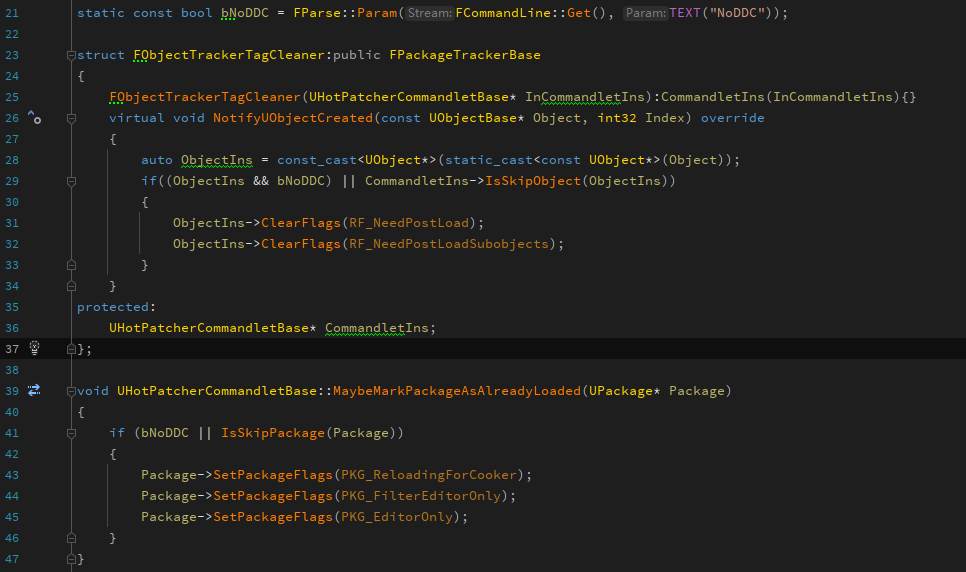 21 static const bool bNoDDC = FParse::Param(Stream:FCommandLine::Get(), Param:TEXT("NoDDC"));
22
23 struct FObjectTrackerTagCleaner:public FPackageTrackerBase
24 {
25 FObjectTrackerTagCleaner(UHotPatcherCommandletBase* InCommandletIns):CommandletIns(InCommandletIns){}
26 virtual void NotifyUObjectCreated(const UObjectBase* Object, int32 Index) override
27 {
28 auto ObjectIns = const_cast<UObject*>(static_cast<const UObject*>(Object));
29 if((ObjectIns && bNoDDC) || CommandletIns->IsSkipObject(ObjectIns))
30 {
31 ObjectIns->ClearFlags(RF_NeedPostLoad);
32 ObjectIns->ClearFlags(RF_NeedPostLoadSubobjects);
33 }
34 }
35 protected:
36 UHotPatcherCommandletBase* CommandletIns;
37 };
38
39 void UHotPatcherCommandletBase::MaybeMarkPackageAsAlreadyLoaded(UPackage* Package)
40 {
41 if (bNoDDC || IsSkipPackage(Package))
42 {
43 Package->SetPackageFlags(PKG_ReloadingForCooker);
44 Package->SetPackageFlags(PKG_FilterEditorOnly);
45 Package->SetPackageFlags(PKG_EditorOnly);
46 }
47 }